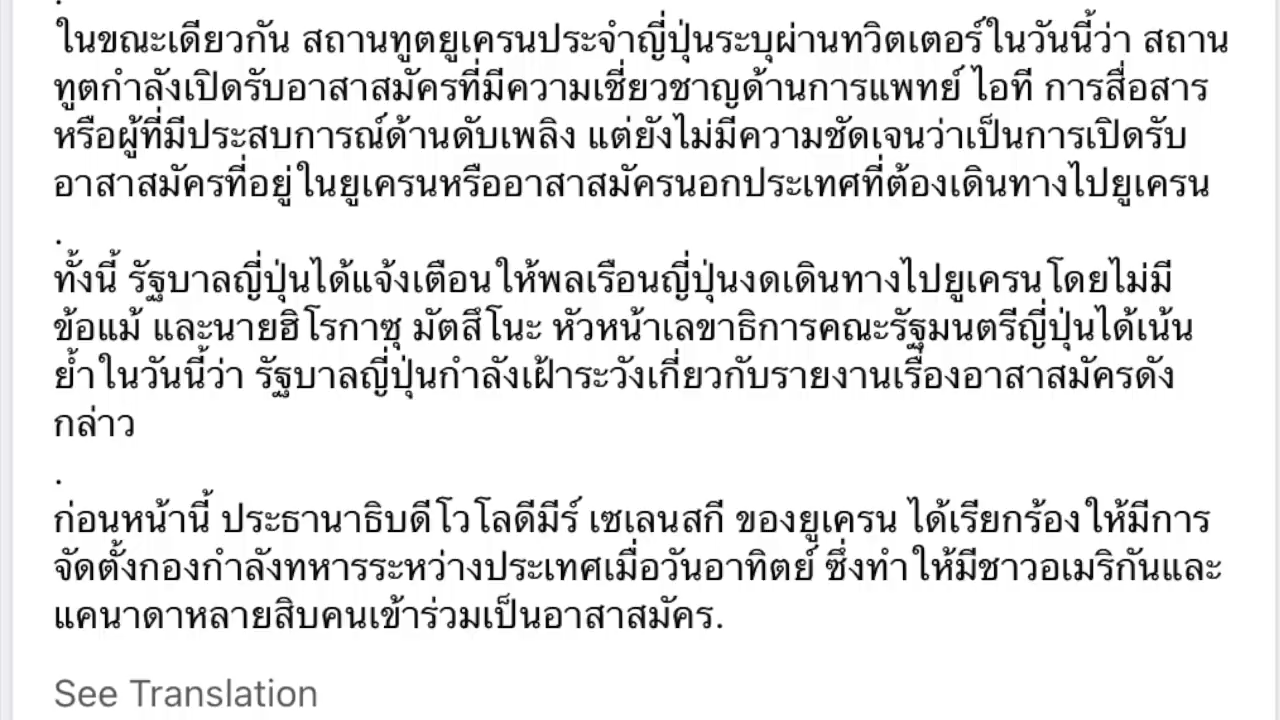 .
ในขณะเดียวกัน สถานทูตยูเครนประจำญี่ปุ่นระบุผ่านทวิตเตอร์ในวันนี้ว่า สถาน
ทูตกำลังเปิดรับอาสาสมัครที่มีความเชี่ยวชาญด้านการแพทย์ ไอที การสื่อสาร
หรือผู้ที่มีประสบการณ์ด้านดับเพลิง แต่ยังไม่มีความชัดเจนว่าเป็นการเปิดรับ
อาสาสมัครที่อยู่ในยูเครนหรืออาสาสมัครนอกประเทศที่ต้องเดินทางไปยูเครน
.
ทั้งนี้ รัฐบาลญี่ปุ่นได้แจ้งเตือนให้พลเรือนญี่ปุ่นงดเดินทางไปยูเครนโดยไม่มี
ข้อแม้ และนายฮิโรกาซุ มัตสึโนะ หัวหน้าเลขาธิการคณะรัฐมนตรีญี่ปุ่นได้เน้น
ย้ำในวันนี้ว่า รัฐบาลญี่ปุ่นกำลังเฝ้าระวังเกี่ยวกับรายงานเรื่องอาสาสมัครดัง
กล่าว
.
ก่อนหน้านี้ ประธานาธิบดีโวโลดีมีร์ เซเลนสกี ของยูเครน ได้เรียกร้องให้มีการ
จัดตั้งกองกำลังทหารระหว่างประเทศเมื่อวันอาทิตย์ ซึ่งทำให้มีชาวอเมริกันและ
แคนาดาหลายสิบคนเข้าร่วมเป็นอาสาสมัคร.
See Translation